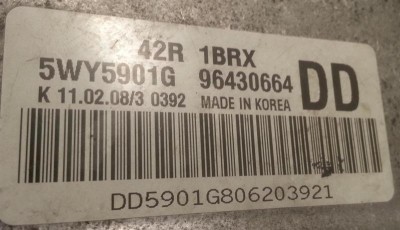 42R 1BRX
5WY5901G 96430664 DD
K 11.02.08/3 0392 MADE IN KOREA
DD5901G806203921